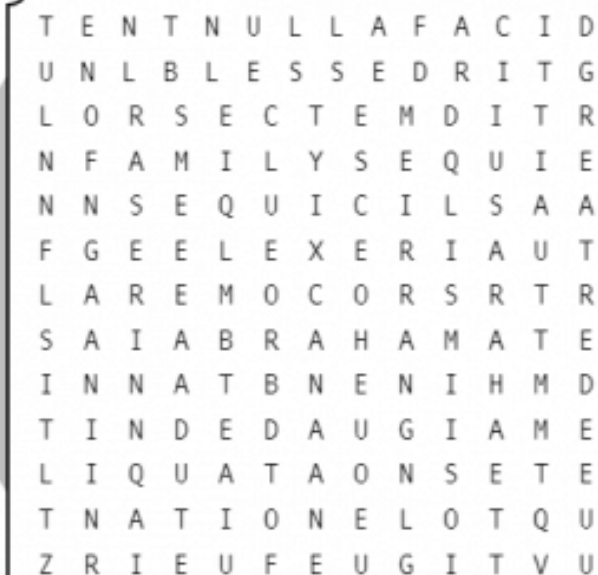 T E N T N U L L A F A C I D
U N L B L E S S E D R I T G
L O R S E C T E M D I T R
N F A M I L Y S E Q U I E
N N S E Q U I C I L S A A
F G E E L E X E R I A U T
L A R E M O C O R S R T R
S A I A B R A H A M A T E
I N N A T B N E N I H M D
T I N D E D A U G I A M E
L I Q U A T A O N S E T E
T N A T I O N E L O T Q U
Z R I E U F E U G I T V U